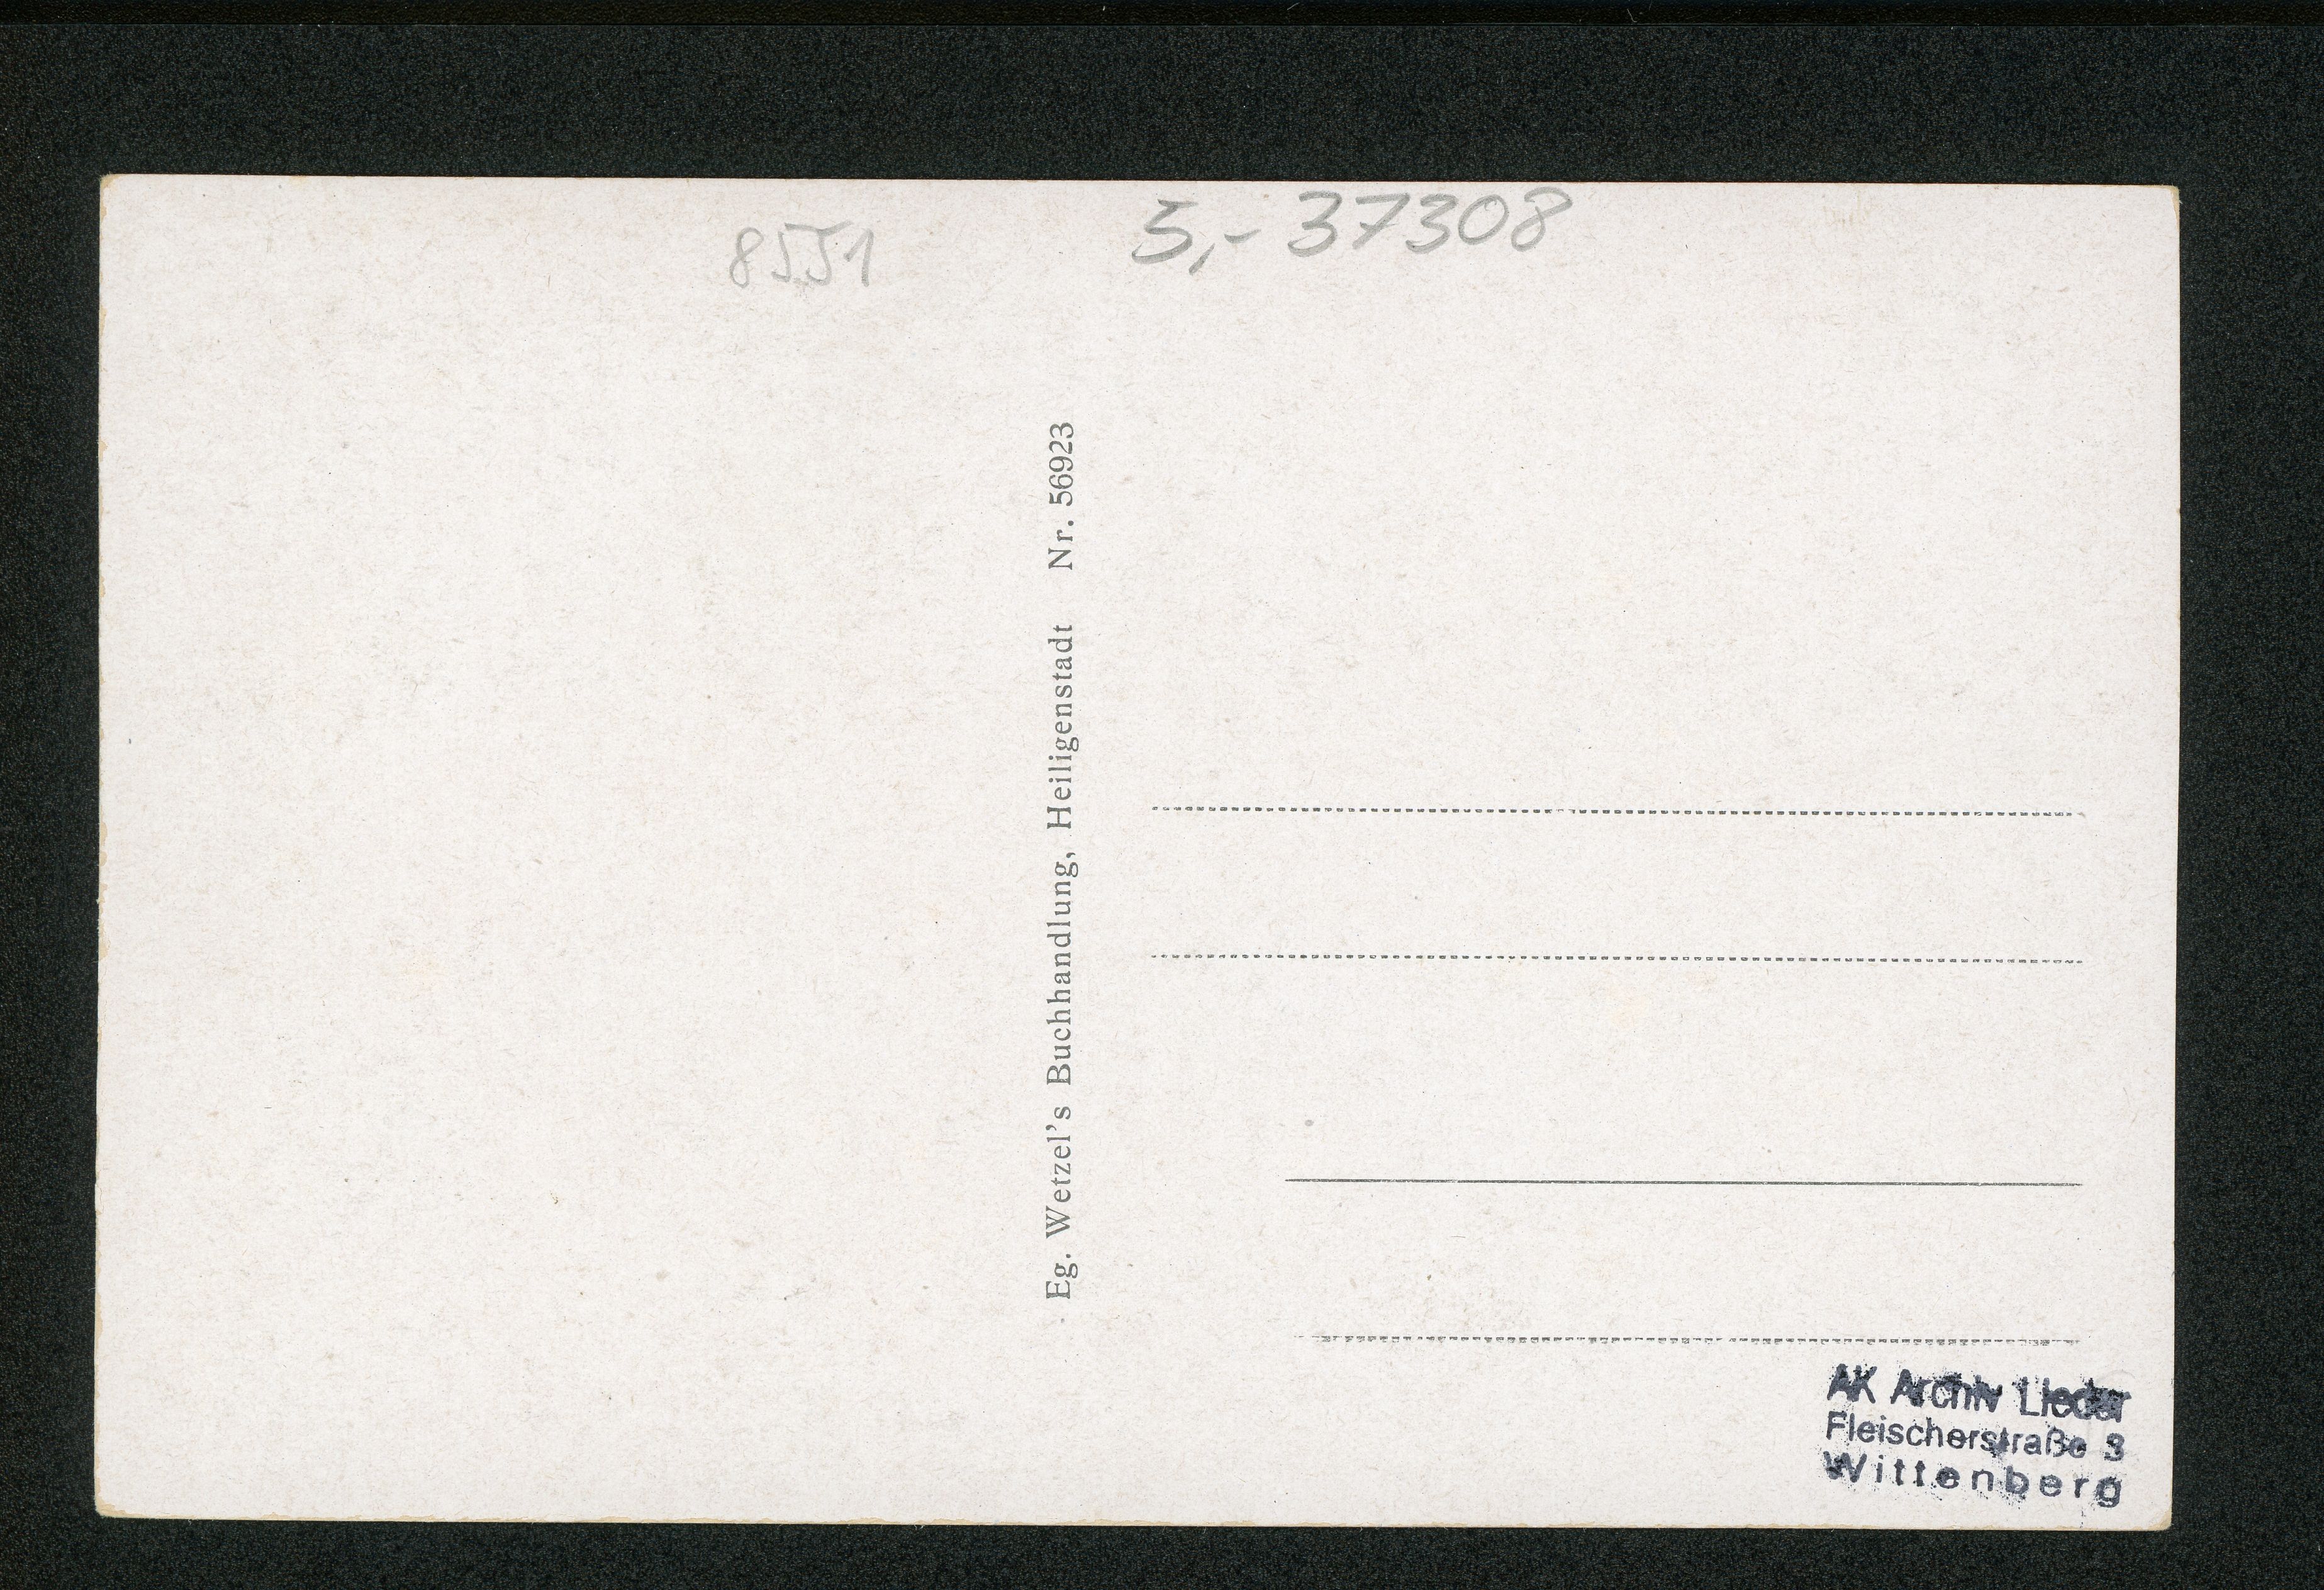 8551
5,- 37308
Eg. Wetzel's Buchhandlung, Heiligenstadt Nr. 56923
AK Archiv Lieder
Fleischerstraße 3
Wittenberg